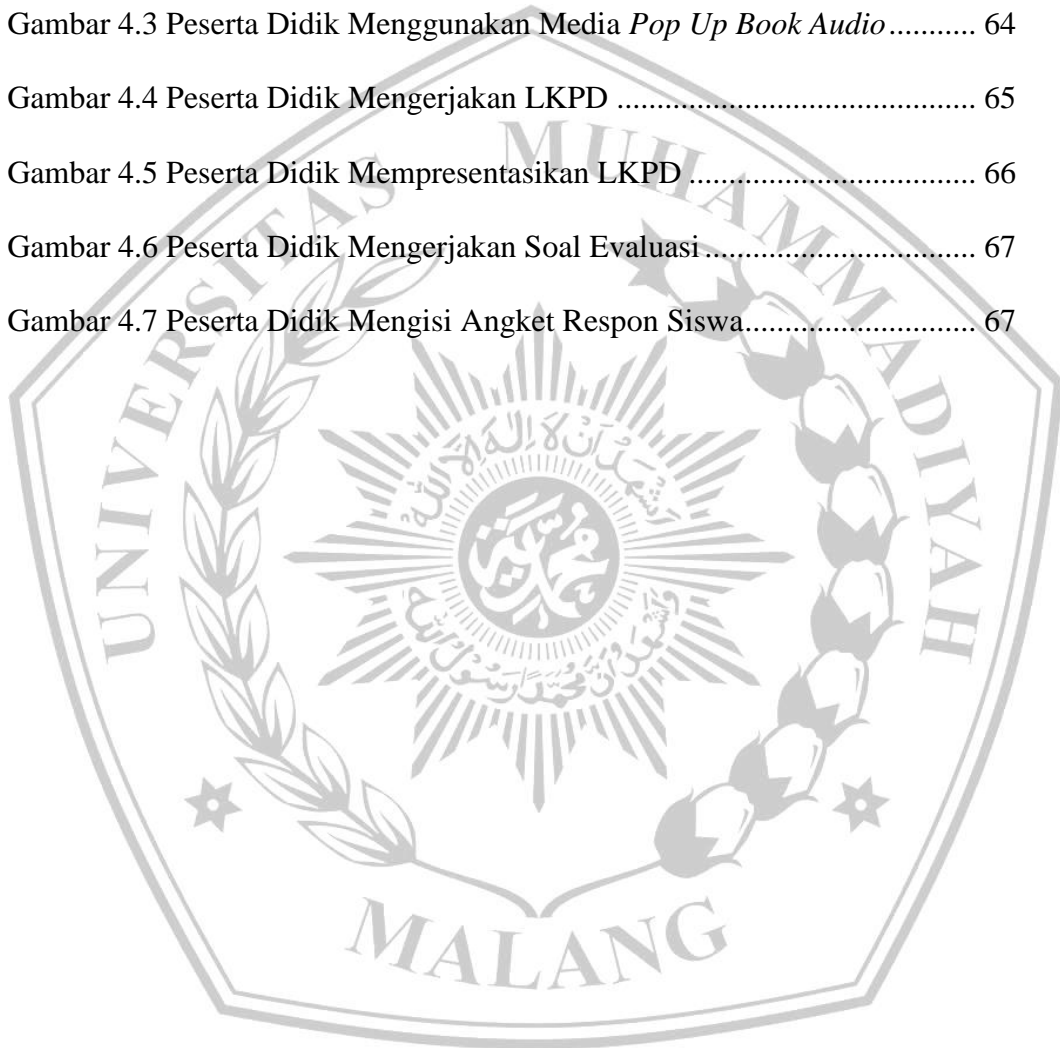 Gambar 4.3 Peserta Didik Menggunakan Media Pop Up Book Audio ........... 64
Gambar 4.4 Peserta Didik Mengerjakan LKPD ......................................... 65
Gambar 4.5 Peserta Didik Mempresentasikan LKPD ................................. 66
Gambar 4.6 Peserta Didik Mengerjakan Soal Evaluasi ............................... 67
Gambar 4.7 Peserta Didik Mengisi Angket Respon Siswa.......................... 67
UNIVERSITAS MUHAMMADIYAH
MALANG